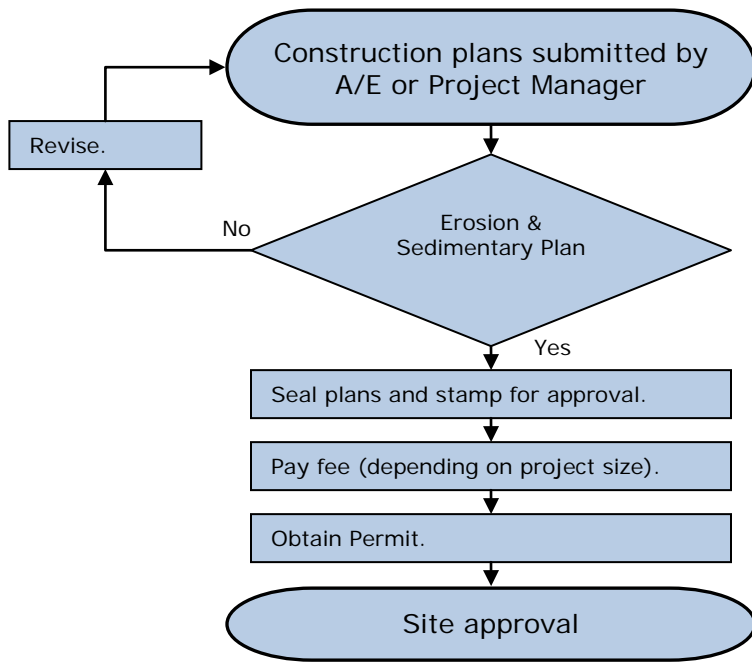 Construction plans submitted by
A/E or Project Manager
Revise.
No
Erosion &
Sedimentary Plan
Yes
Seal plans and stamp for approval.
Pay fee (depending on project size).
Obtain Permit.
Site approval